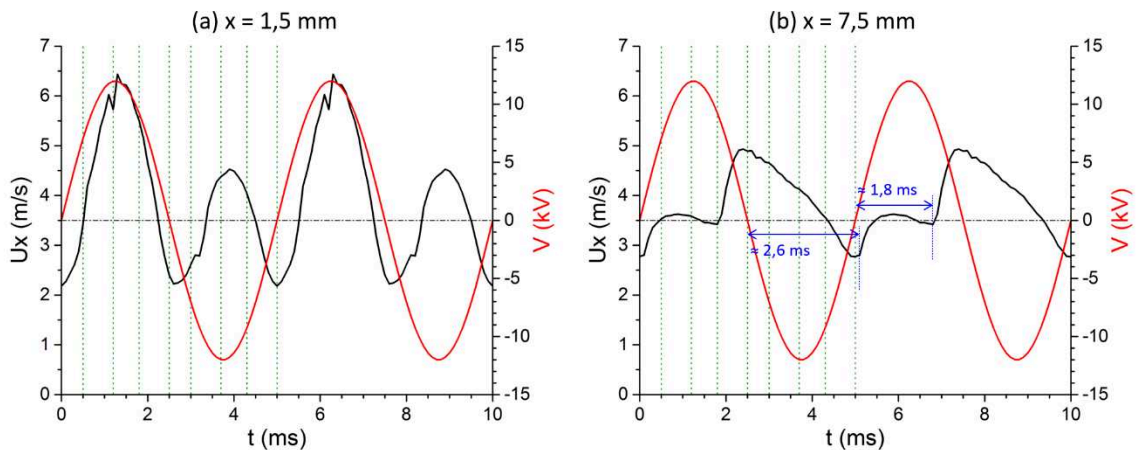 (a) x = 1,5 mm
7
6
5
4
3
2
1
0
Ux (m/s)
15
10
5
0
-5
-10
-15
V (kV)
0 2 4 6 8 10
t (ms)
(b) x = 7,5 mm
7
6
5
4
3
2
1
0
Ux (m/s)
≈ 1,8 ms
≈ 2,6 ms
15
10
5
0
-5
-10
-15
V (kV)
0 2 4 6 8 10
t (ms)